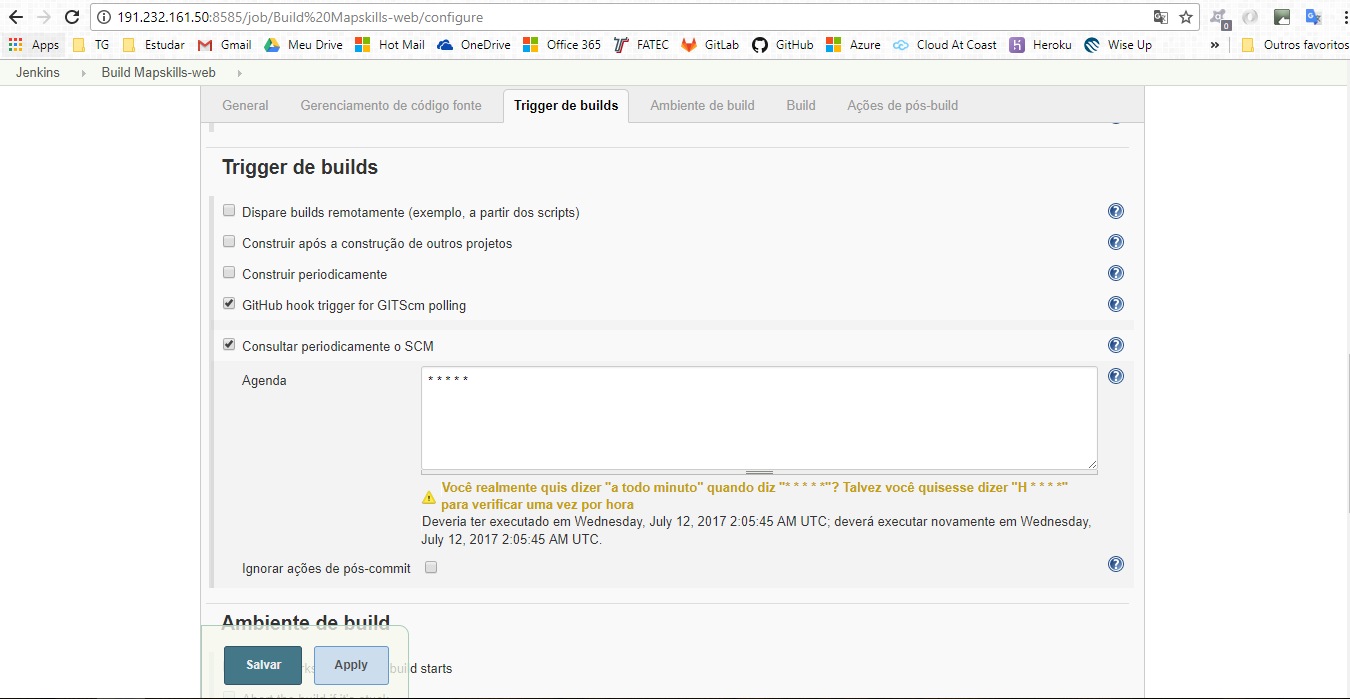 191.232.161.50:8585/job/Build%20Mapskills-web/configure
0
Apps TG Estudar Gmail Meu Drive Hot Mail OneDrive Office 365 FATEC GitLab GitHub Azure Cloud At Coast Heroku Wise Up » Outros favoritos
Jenkins Build Mapskills-web
General Gerenciamento de código fonte Trigger de builds Ambiente de build Build Ações de pós-build
Trigger de builds
Dispare builds remotamente (exemplo, a partir dos scripts)
Construir após a construção de outros projetos
Construir periodicamente
GitHub hook trigger for GITScm polling
Consultar periodicamente o SCM
Agenda
* * * * *
Você realmente quis dizer "a todo minuto" quando diz "* * * * *"? Talvez você quisesse dizer "H * * * *"
para verificar uma vez por hora
Deveria ter executado em Wednesday, July 12, 2017 2:05:45 AM UTC; deverá executar novamente em Wednesday,
July 12, 2017 2:05:45 AM UTC.
Ignorar ações de pós-commit
Ambiente de build
Salvar Apply build starts
Abort the build if it's stuck